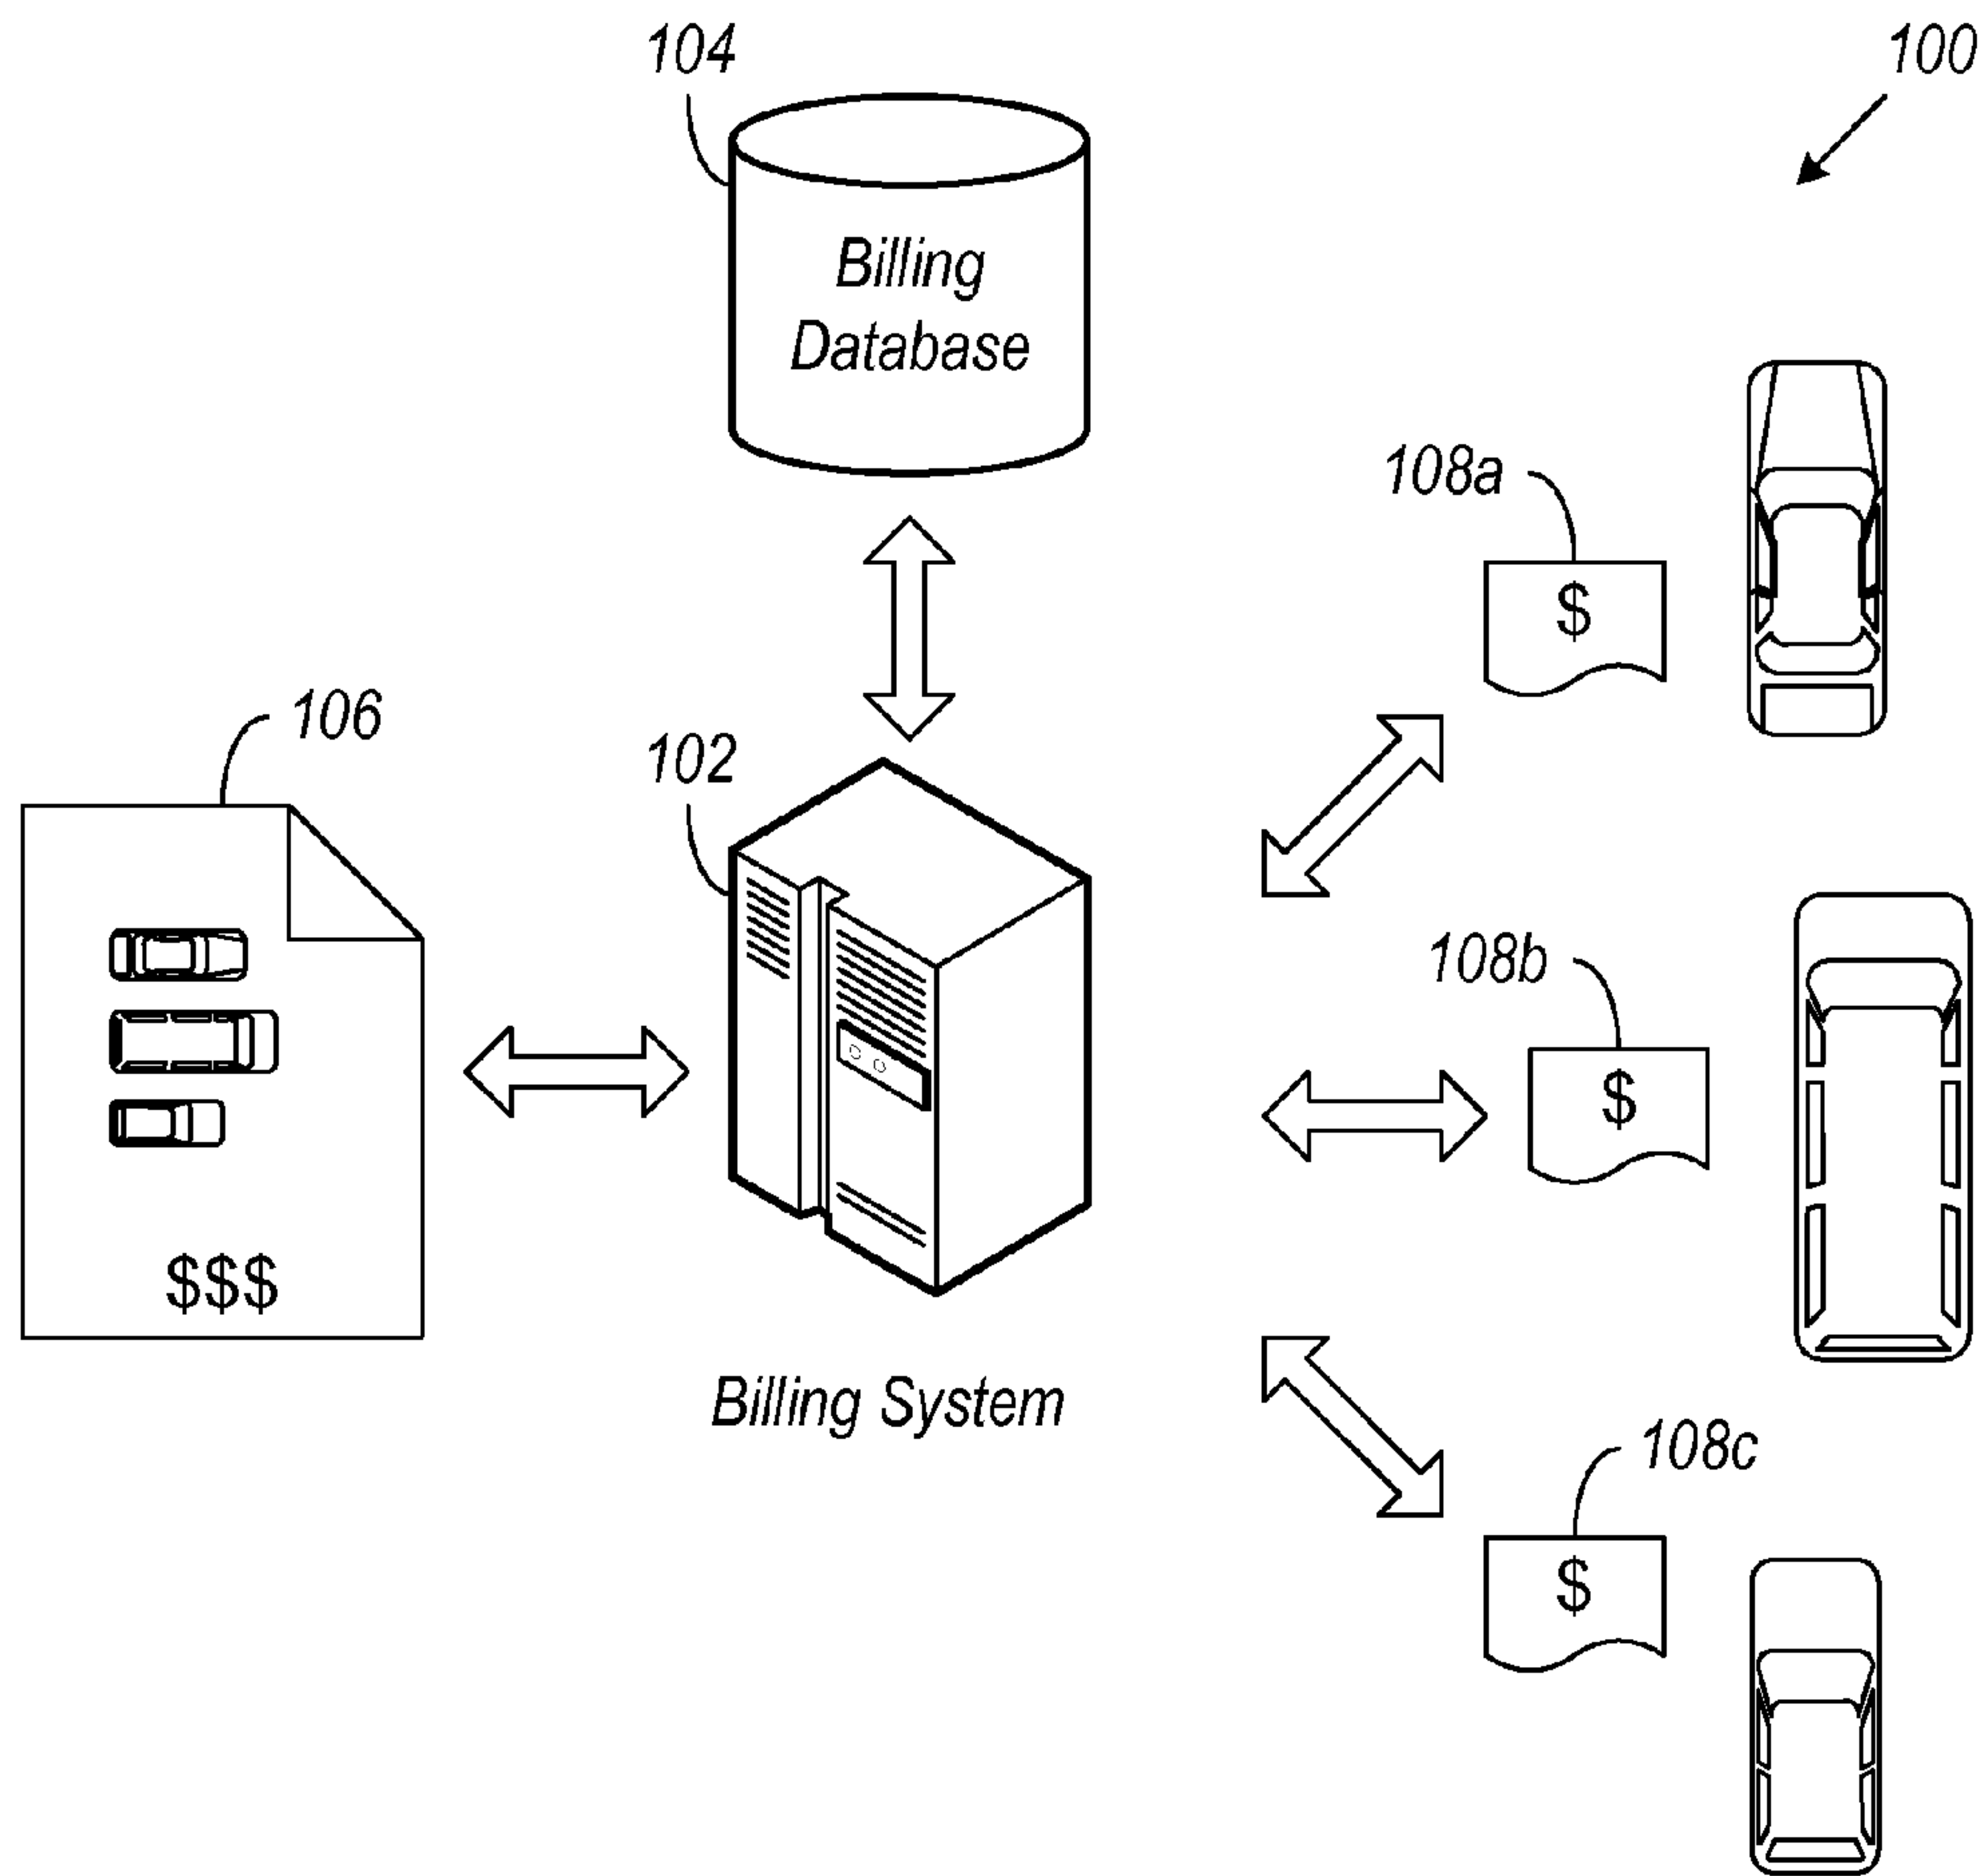 104
100
Billing
Database
108a
$
106
102
108b
$
$$$
Billing System
108c
$